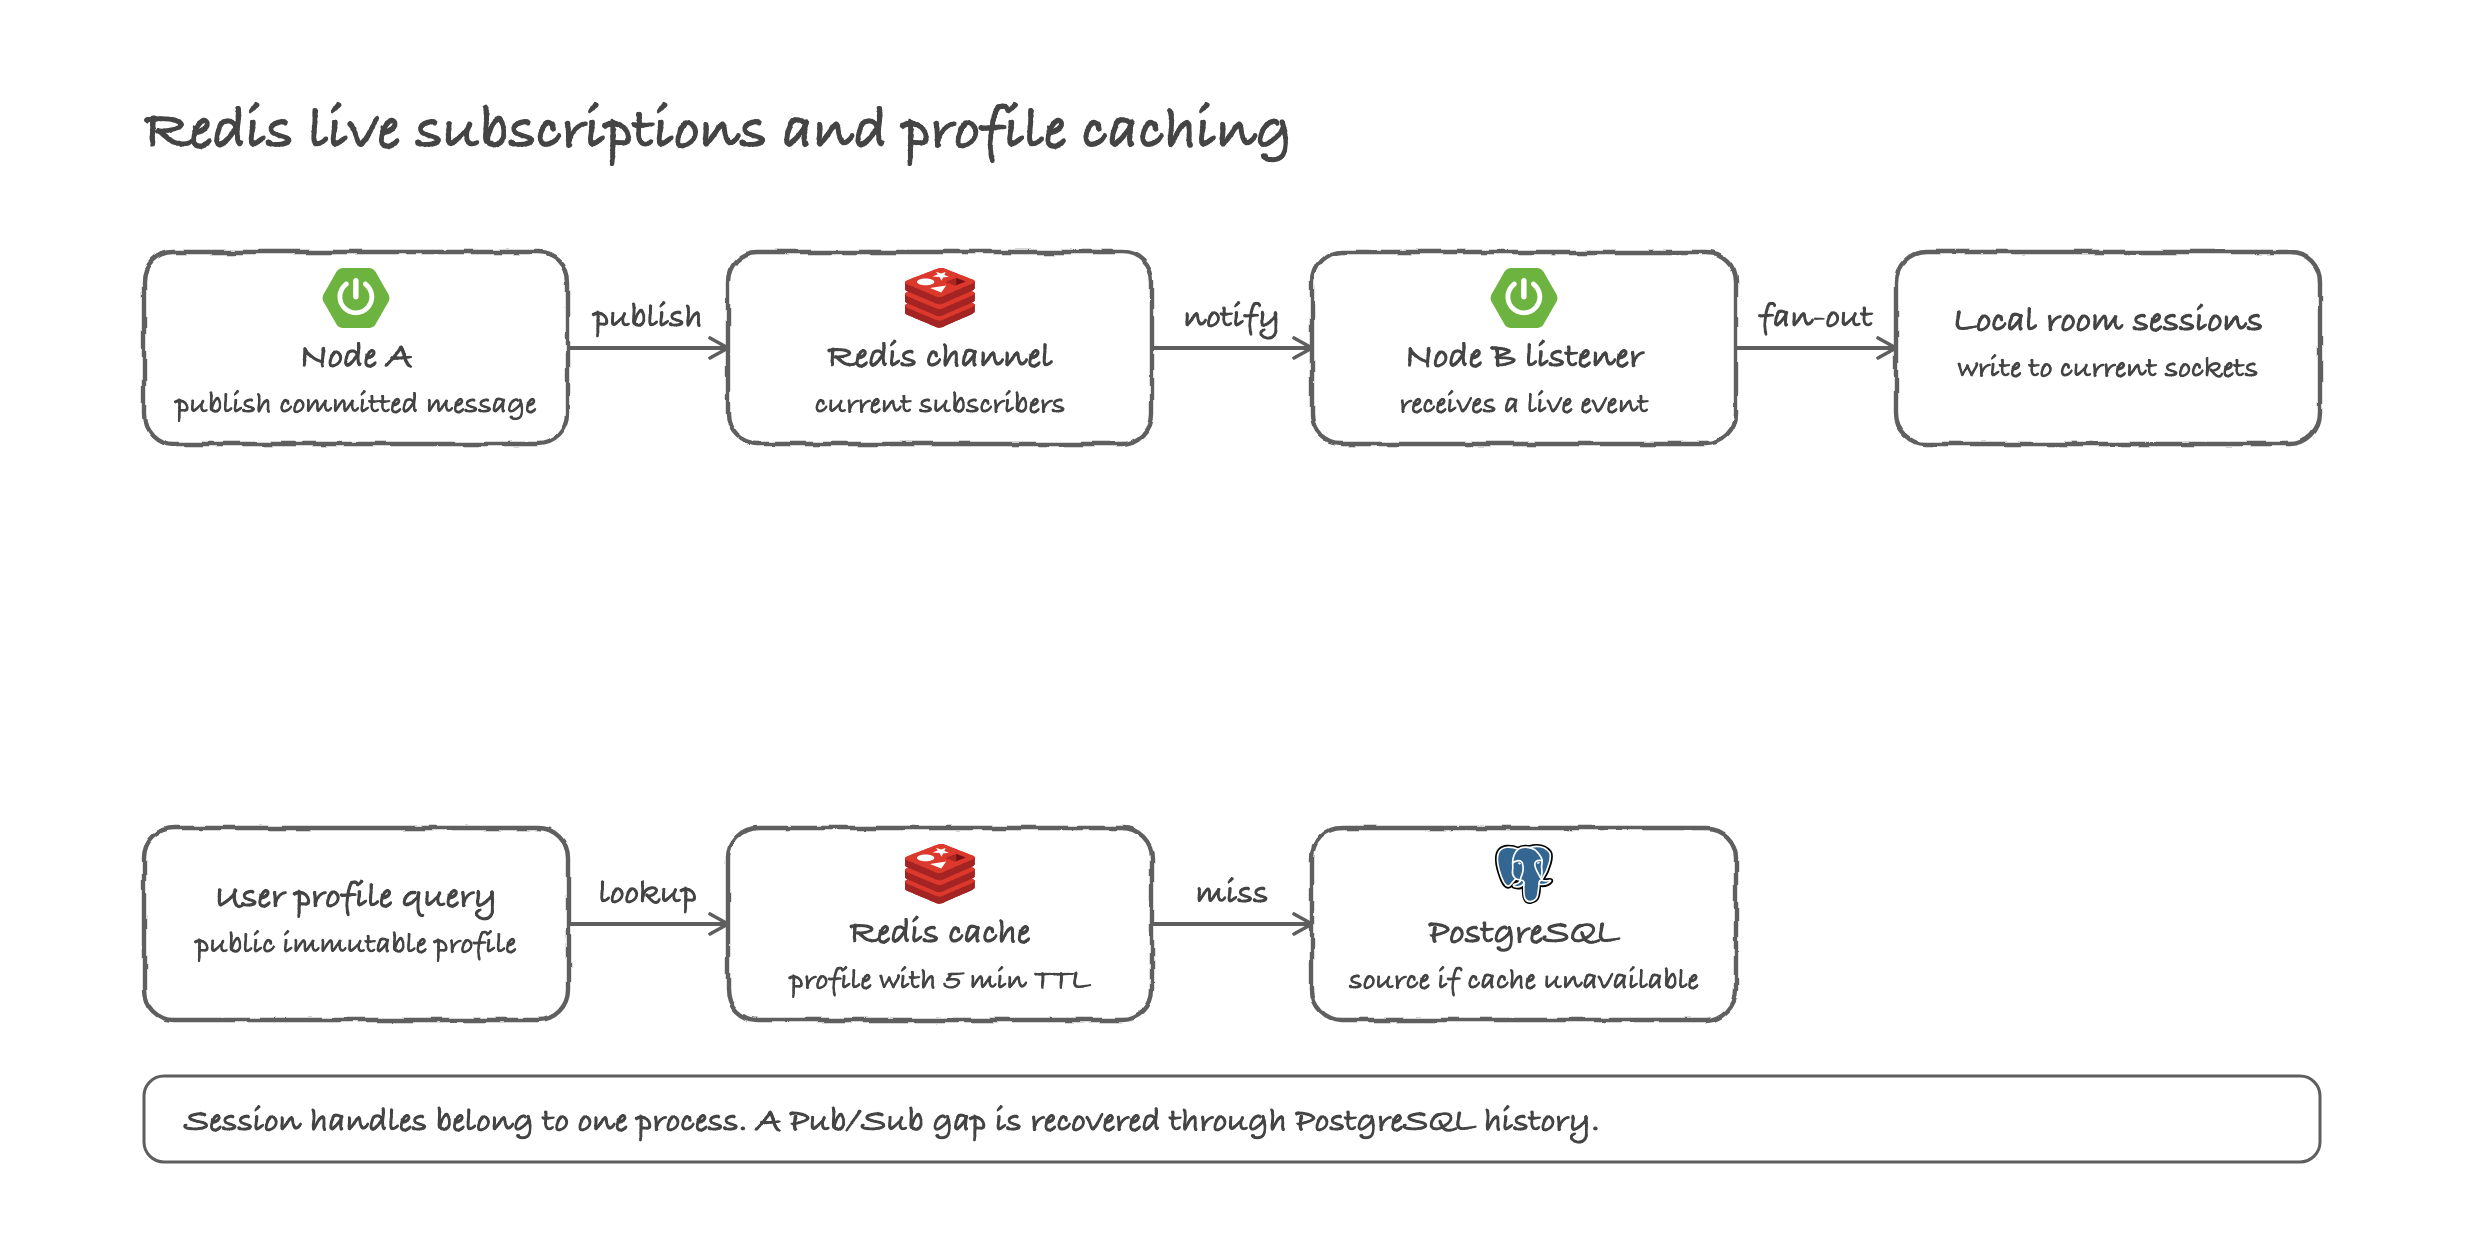 Redis live subscriptions and profile caching
publish
notify
fan-out
Node A
publish committed message
Redis channel
current subscribers
Node B listener
receives a live event
Local room sessions
write to current sockets
lookup
miss
User profile query
public immutable profile
Redis cache
profile with 5 min TTL
PostgreSQL
source if cache unavailable
Session handles belong to one process. A Pub/Sub gap is recovered through PostgreSQL history.